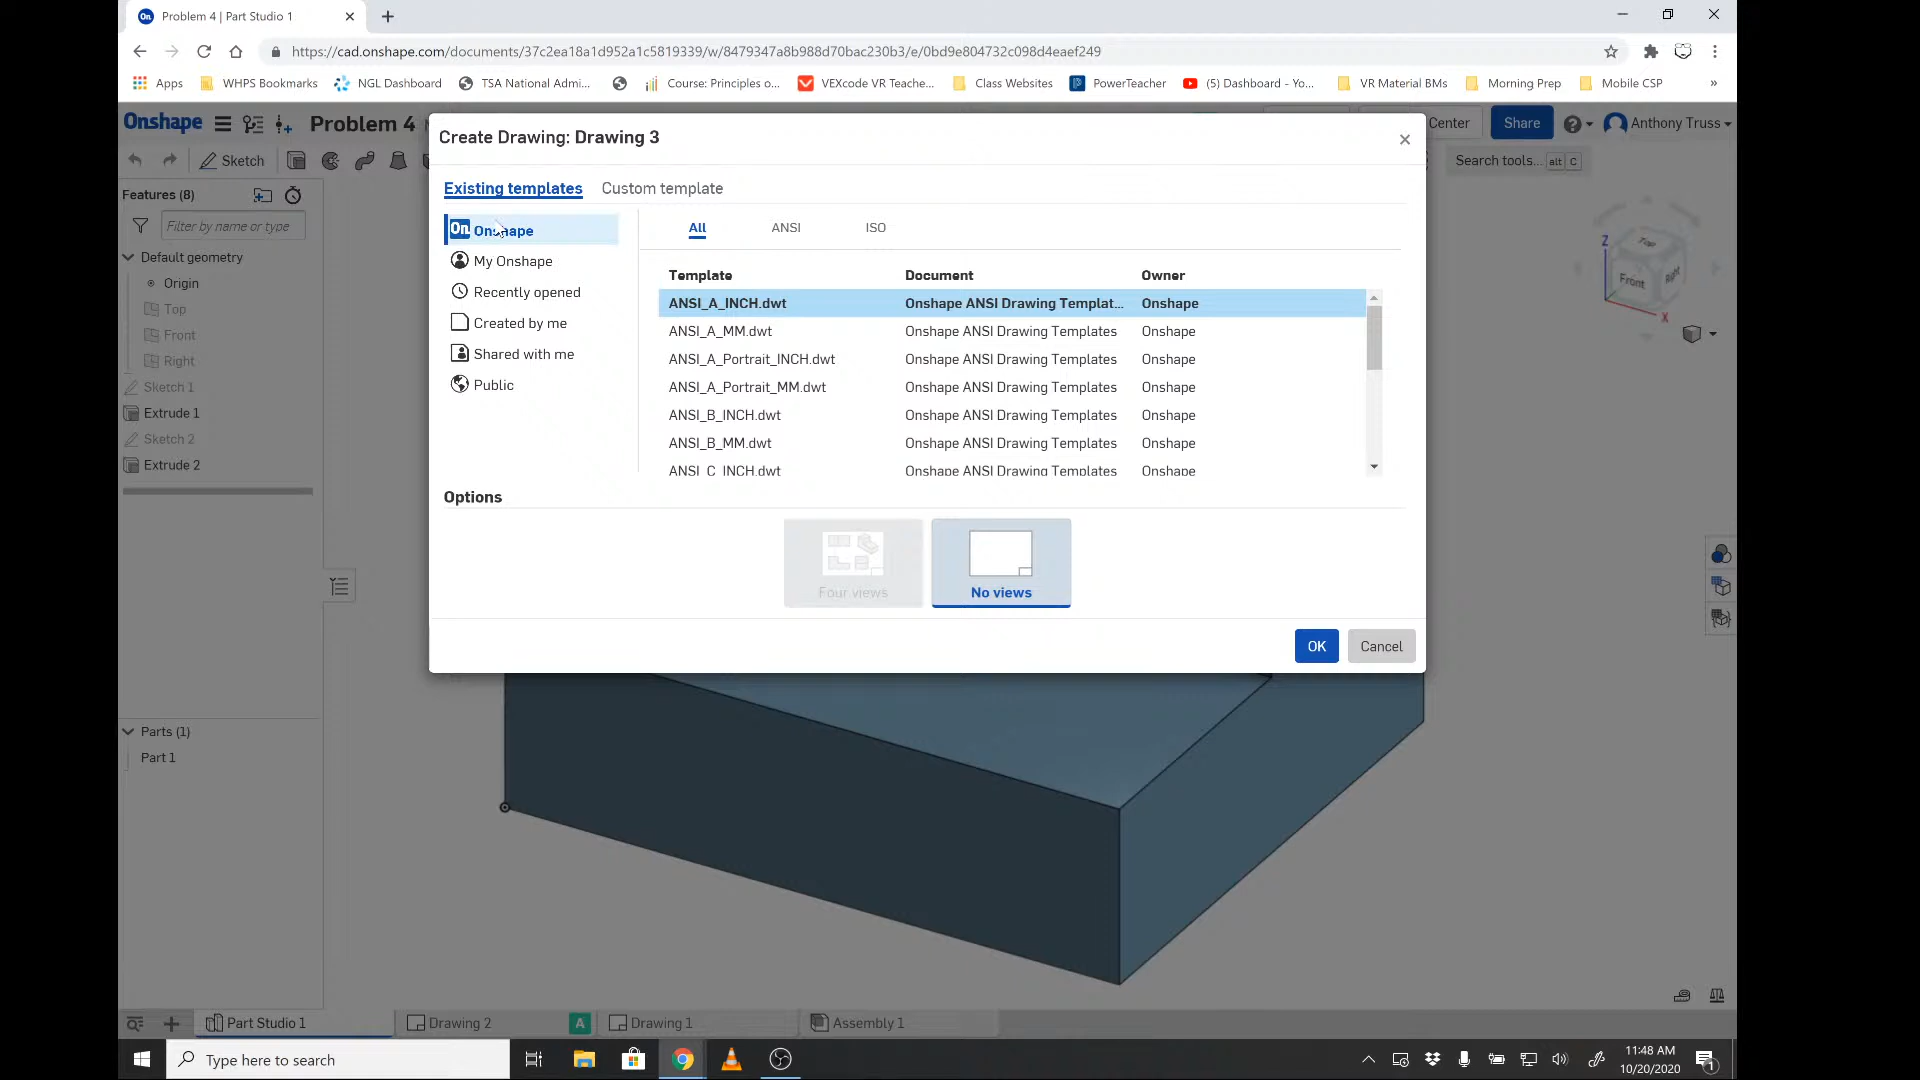 Problem 4 | Part Studio 1
https://cad.onshape.com/documents/37c2ea18a1d952a1c5819339/w/8479347a8b988d70bac230b3/e/0bd9e804732c098d4eaef249
Apps WHPS Bookmarks NGL Dashboard TSA National Admi... Course: Principles o... VEXcode VR Teache... Class Websites PowerTeacher (5) Dashboard - Yo... VR Material BMs Morning Prep Mobile CSP »
Onshape Problem 4 Center Share Anthony Truss
Create Drawing: Drawing 3
Sketch Search tools... alt C
Features (8)
Existing templates Custom template
Filter by name or type
Onshape All ANSI ISO
Default geometry
My Onshape
Origin Template Document Owner
Recently opened
Top ANSI_A_INCH.dwt Onshape ANSI Drawing Templat... Onshape
Created by me
Front ANSI_A_MM.dwt Onshape ANSI Drawing Templates Onshape
Shared with me
Right ANSI_A_Portrait_INCH.dwt Onshape ANSI Drawing Templates Onshape
Public
Sketch 1 ANSI_A_Portrait_MM.dwt Onshape ANSI Drawing Templates Onshape
Extrude 1 ANSI_B_INCH.dwt Onshape ANSI Drawing Templates Onshape
Sketch 2 ANSI_B_MM.dwt Onshape ANSI Drawing Templates Onshape
Extrude 2 ANSI_C_INCH.dwt Onshape ANSI Drawing Templates Onshape
Z Top Front Right X
Options
Four views No views
OK Cancel
Parts (1)
Part 1
Part Studio 1 Drawing 2 A Drawing 1 Assembly 1
Type here to search
11:48 AM
10/20/2020
1